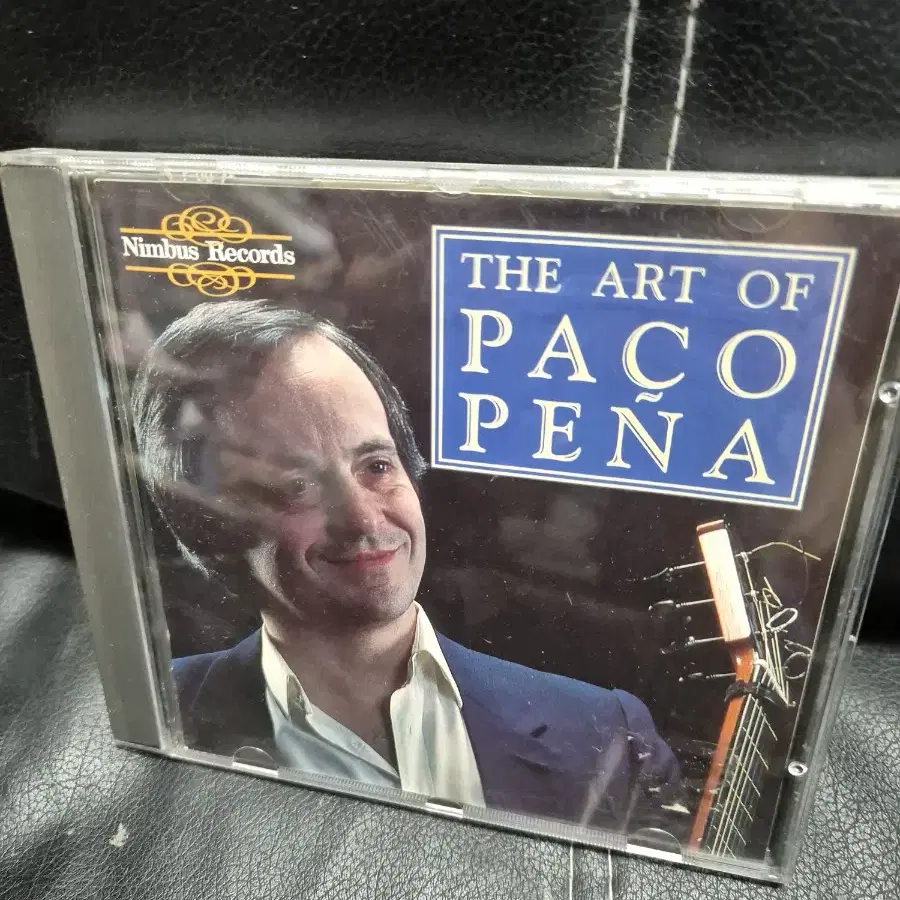 Nimbus Records
THE ART OF
PACO
PEÑA